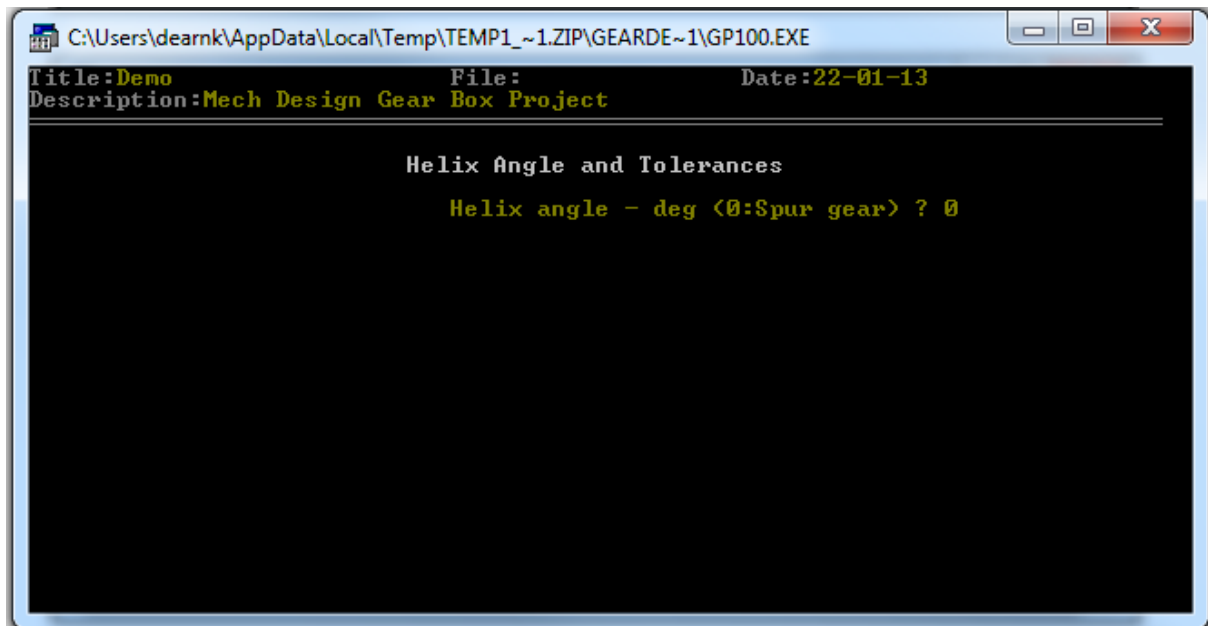 C:\Users\dearnk\AppData\Local\Temp\TEMP1_~1.ZIP\GEARDE~1\GP100.EXE
Title:Demo File: Date:22-01-13
Description:Mech Design Gear Box Project
Helix Angle and Tolerances
Helix angle - deg (0:Spur gear) ? 0